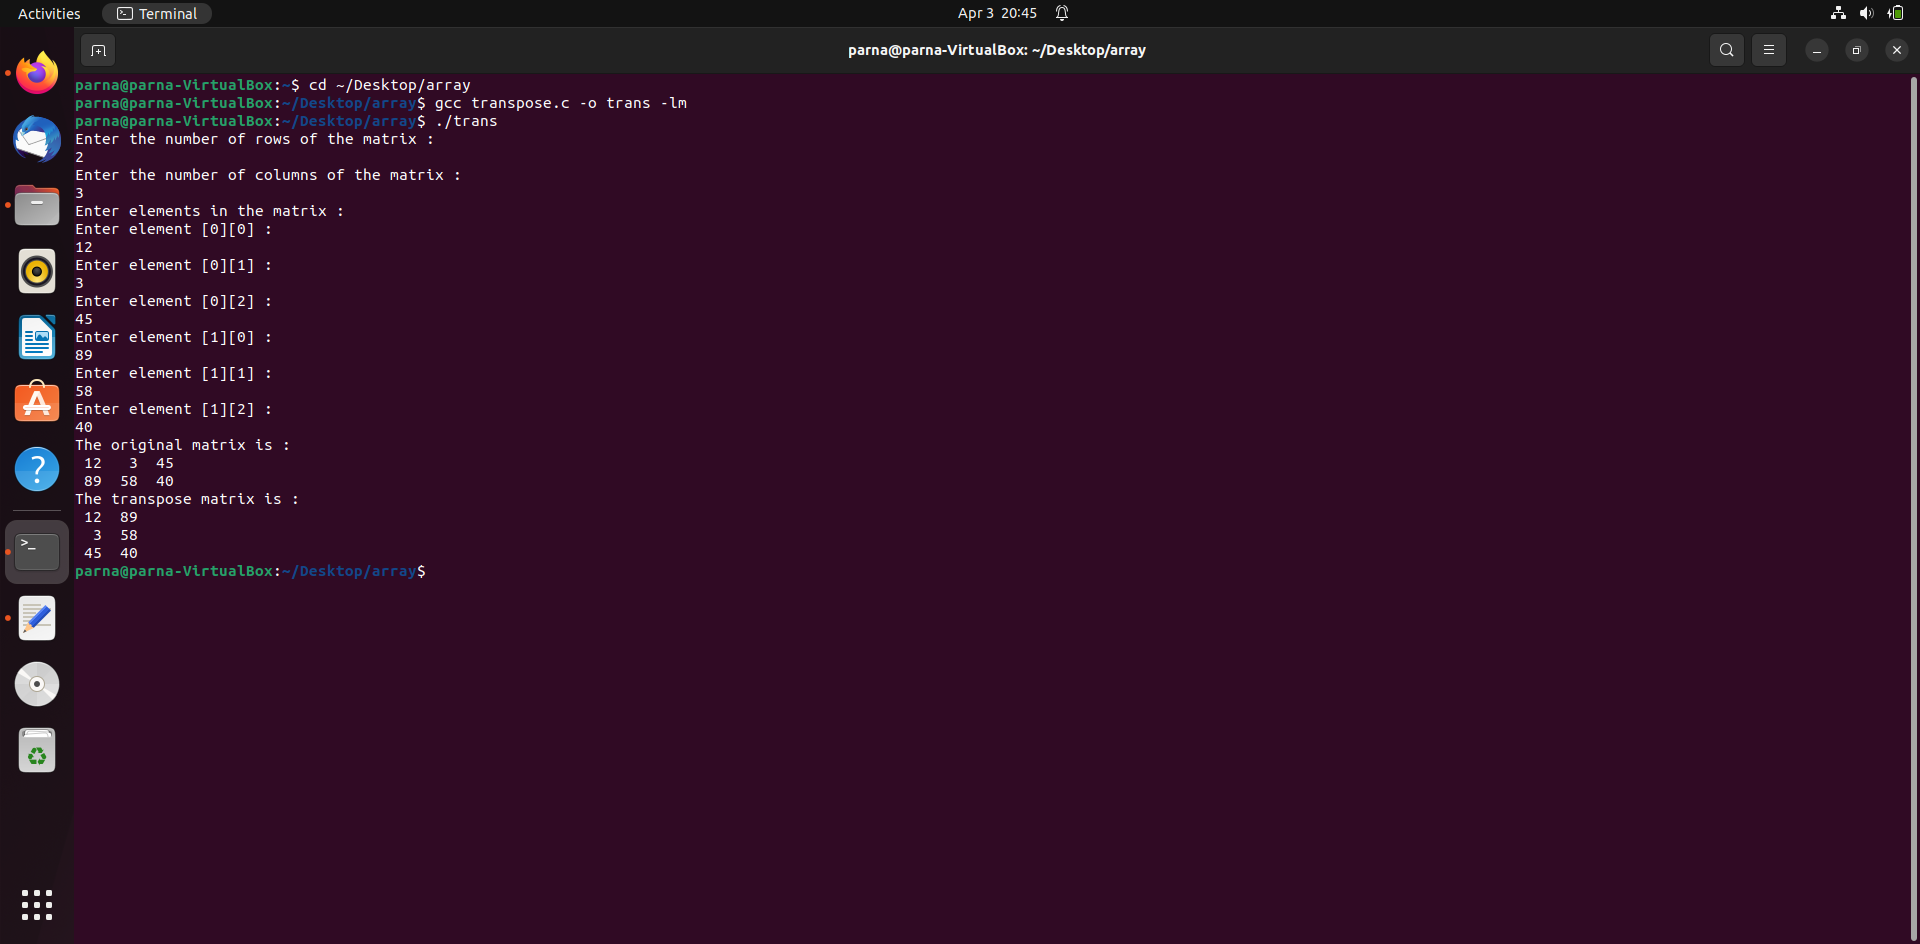 Activities
Terminal
Apr 3 20:45
parna@parna-VirtualBox: ~/Desktop/array
parna@parna-VirtualBox:~$ cd ~/Desktop/array
parna@parna-VirtualBox:~/Desktop/array$ gcc transpose.c -o trans -lm
parna@parna-VirtualBox:~/Desktop/array$ ./trans
Enter the number of rows of the matrix :
2
Enter the number of columns of the matrix :
3
Enter elements in the matrix :
Enter element [0][0] :
12
Enter element [0][1] :
3
Enter element [0][2] :
45
Enter element [1][0] :
89
Enter element [1][1] :
58
Enter element [1][2] :
40
The original matrix is :
 12   3  45
 89  58  40
The transpose matrix is :
 12  89
  3  58
 45  40
parna@parna-VirtualBox:~/Desktop/array$